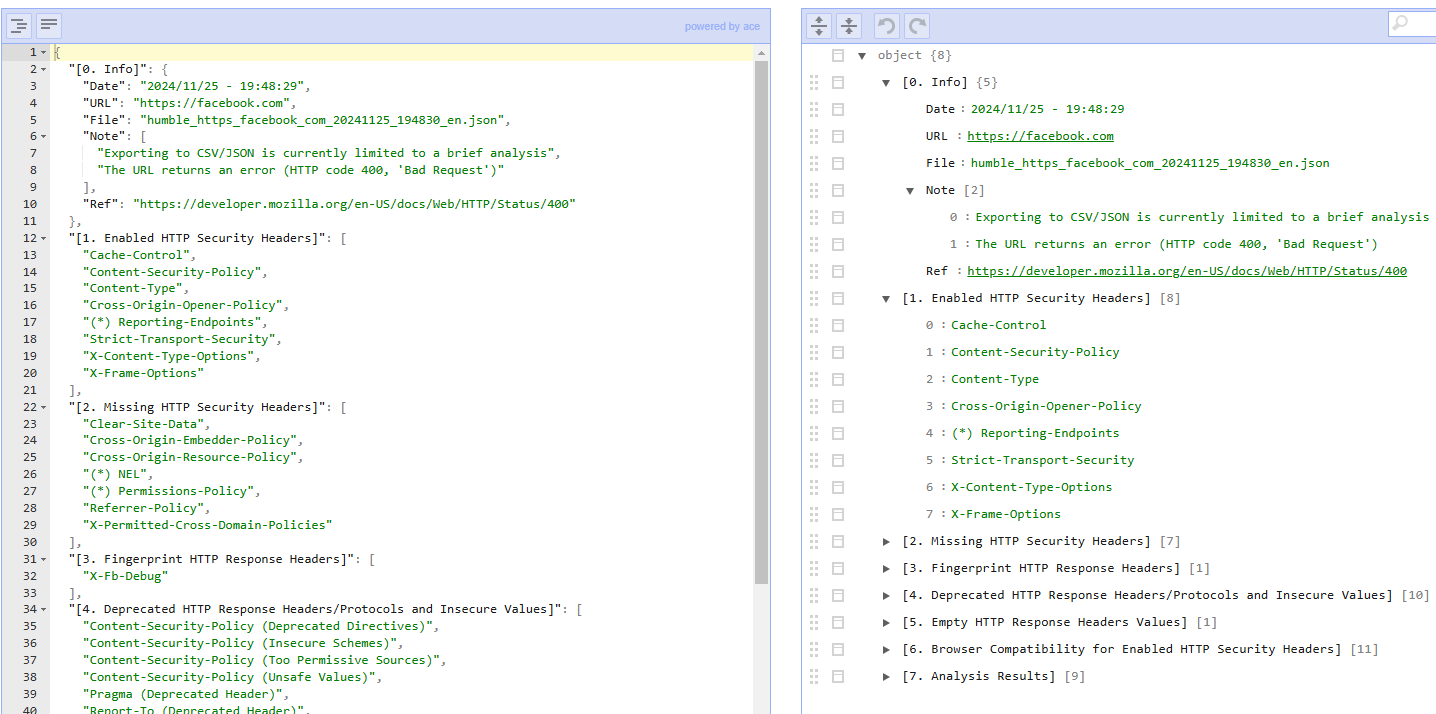 powered by ace
1 {
2 "[0. Info]": {
3 "Date": "2024/11/25 - 19:48:29",
4 "URL": "https://facebook.com",
5 "File": "humble_https_facebook_com_20241125_194830_en.json",
6 "Note": [
7 "Exporting to CSV/JSON is currently limited to a brief analysis",
8 "The URL returns an error (HTTP code 400, 'Bad Request')"
9 ],
10 "Ref": "https://developer.mozilla.org/en-US/docs/Web/HTTP/Status/400"
11 },
12 "[1. Enabled HTTP Security Headers]": [
13 "Cache-Control",
14 "Content-Security-Policy",
15 "Content-Type",
16 "Cross-Origin-Opener-Policy",
17 "(*) Reporting-Endpoints",
18 "Strict-Transport-Security",
19 "X-Content-Type-Options",
20 "X-Frame-Options"
21 ],
22 "[2. Missing HTTP Security Headers]": [
23 "Clear-Site-Data",
24 "Cross-Origin-Embedder-Policy",
25 "Cross-Origin-Resource-Policy",
26 "(*) NEL",
27 "(*) Permissions-Policy",
28 "Referrer-Policy",
29 "X-Permitted-Cross-Domain-Policies"
30 ],
31 "[3. Fingerprint HTTP Response Headers]": [
32 "X-Fb-Debug"
33 ],
34 "[4. Deprecated HTTP Response Headers/Protocols and Insecure Values]": [
35 "Content-Security-Policy (Deprecated Directives)",
36 "Content-Security-Policy (Insecure Schemes)",
37 "Content-Security-Policy (Too Permissive Sources)",
38 "Content-Security-Policy (Unsafe Values)",
39 "Pragma (Deprecated Header)",
40 "Report-To (Deprecated Header)",
object {8}
[0. Info] {5}
Date : 2024/11/25 - 19:48:29
URL : https://facebook.com
File : humble_https_facebook_com_20241125_194830_en.json
Note [2]
0 : Exporting to CSV/JSON is currently limited to a brief analysis
1 : The URL returns an error (HTTP code 400, 'Bad Request')
Ref : https://developer.mozilla.org/en-US/docs/Web/HTTP/Status/400
[1. Enabled HTTP Security Headers] [8]
0 : Cache-Control
1 : Content-Security-Policy
2 : Content-Type
3 : Cross-Origin-Opener-Policy
4 : (*) Reporting-Endpoints
5 : Strict-Transport-Security
6 : X-Content-Type-Options
7 : X-Frame-Options
[2. Missing HTTP Security Headers] [7]
[3. Fingerprint HTTP Response Headers] [1]
[4. Deprecated HTTP Response Headers/Protocols and Insecure Values] [10]
[5. Empty HTTP Response Headers Values] [1]
[6. Browser Compatibility for Enabled HTTP Security Headers] [11]
[7. Analysis Results] [9]